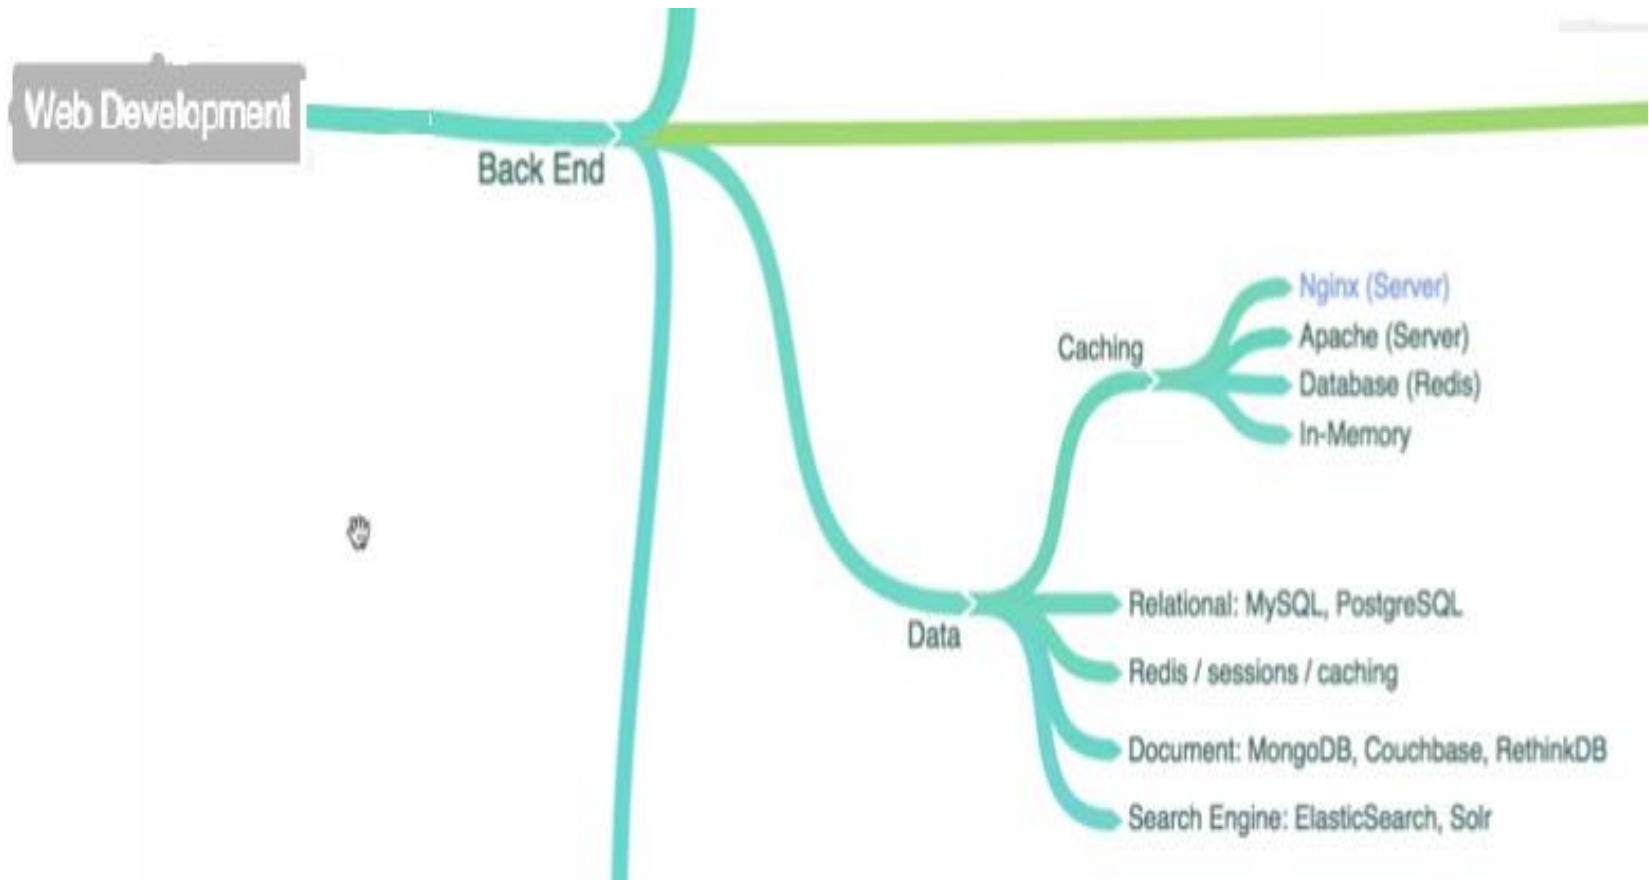 Web Development
Back End
Caching
Nginx (Server)
Apache (Server)
Database (Redis)
In-Memory
Data
Relational: MySQL, PostgreSQL
Redis / sessions / caching
Document: MongoDB, Couchbase, RethinkDB
Search Engine: ElasticSearch, Solr